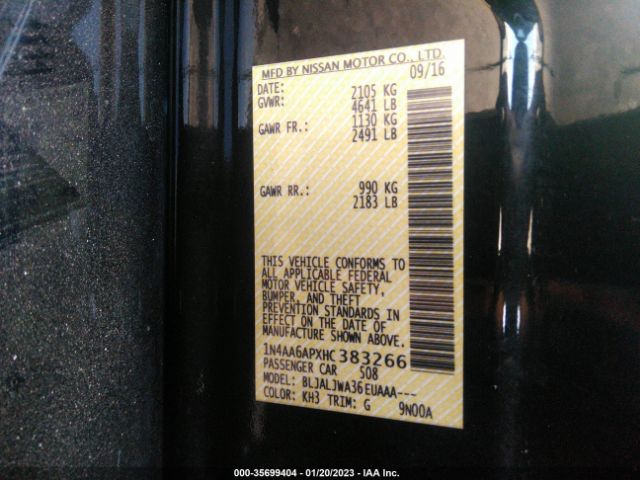 MFD BY NISSAN MOTOR CO., LTD.
DATE: 09/16
GVWR: 2105 KG
4641 LB
GAWR FR.: 1130 KG
2491 LB
GAWR RR.: 990 KG
2183 LB
THIS VEHICLE CONFORMS TO
ALL APPLICABLE FEDERAL
MOTOR VEHICLE SAFETY,
BUMPER, AND THEFT
PREVENTION STANDARDS IN
EFFECT ON THE DATE OF
MANUFACTURE SHOWN ABOVE.
1N4AA6APXHC383266
PASSENGER CAR S08
MODEL: BLJALJWA36EUAAA---
COLOR: KH3 TRIM: G 9N00A
000-35699404 - 01/20/2023 - IAA Inc.